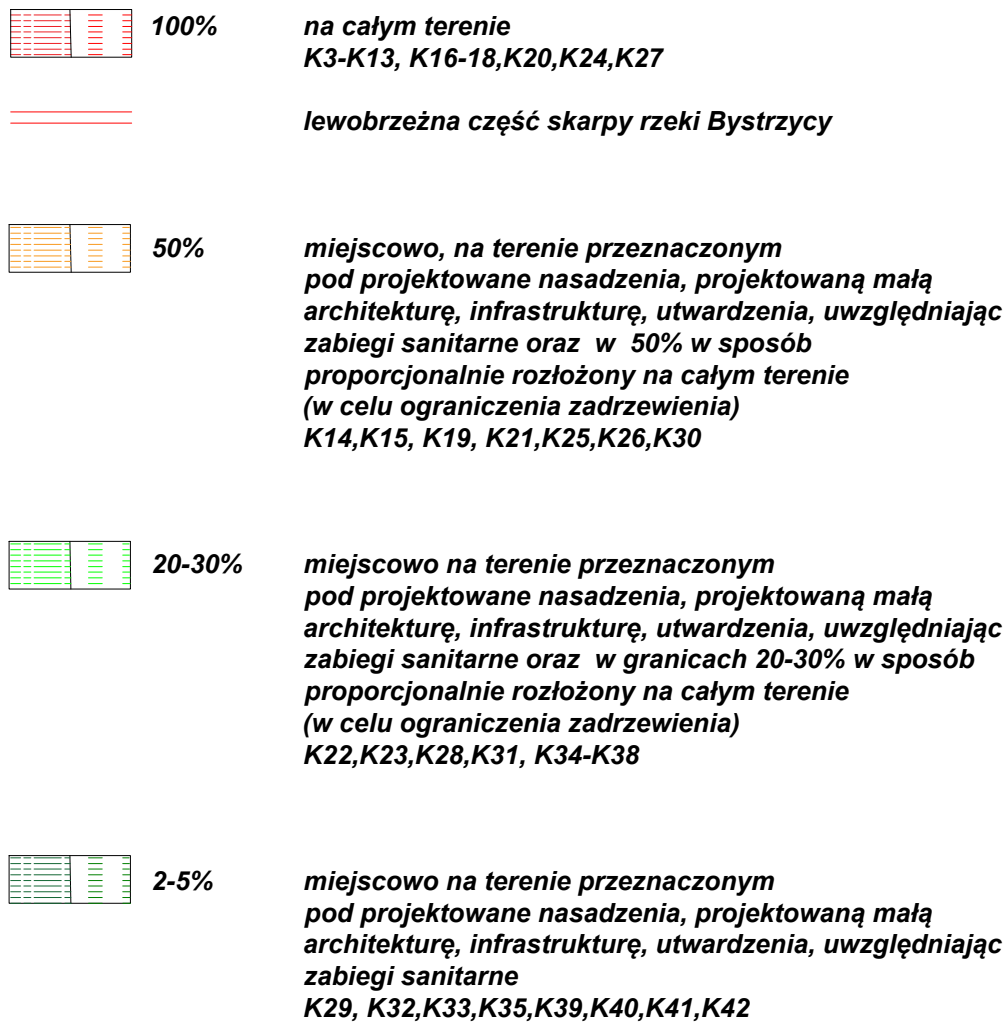 100% na całym terenie
K3-K13, K16-18,K20,K24,K27
lewobrzeżna część skarpy rzeki Bystrzycy
50% miejscowo, na terenie przeznaczonym
pod projektowane nasadzenia, projektowaną małą
architekturę, infrastrukturę, utwardzenia, uwzględniając
zabiegi sanitarne oraz w 50% w sposób
proporcjonalnie rozłożony na całym terenie
(w celu ograniczenia zadrzewienia)
K14,K15, K19, K21,K25,K26,K30
20-30% miejscowo na terenie przeznaczonym
pod projektowane nasadzenia, projektowaną małą
architekturę, infrastrukturę, utwardzenia, uwzględniając
zabiegi sanitarne oraz w granicach 20-30% w sposób
proporcjonalnie rozłożony na całym terenie
(w celu ograniczenia zadrzewienia)
K22,K23,K28,K31, K34-K38
2-5% miejscowo na terenie przeznaczonym
pod projektowane nasadzenia, projektowaną małą
architekturę, infrastrukturę, utwardzenia, uwzględniając
zabiegi sanitarne
K29, K32,K33,K35,K39,K40,K41,K42